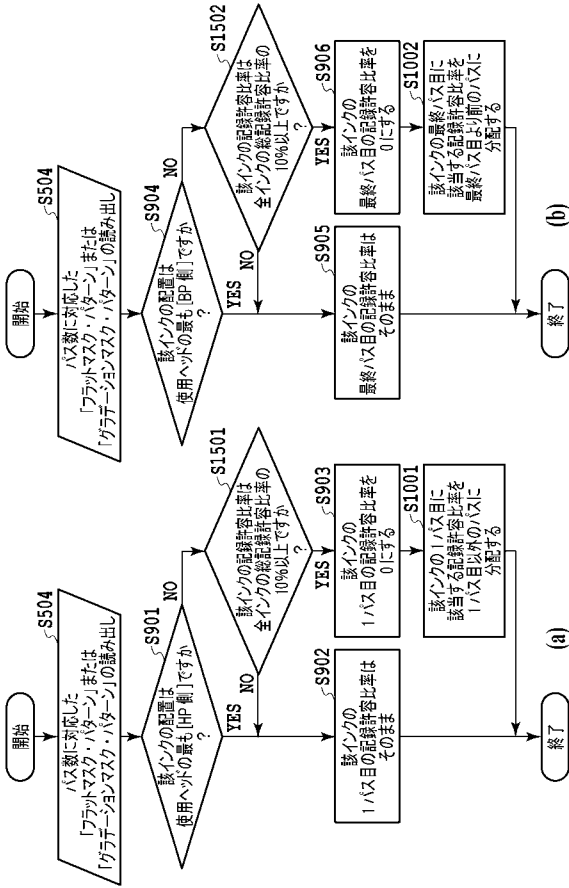 開始
S504
パス数に対応した
「フラットマスク・パターン」または
「グラデーションマスク・パターン」の読み出し
S901
該インクの配置は
使用ヘッドの最も[HP側]ですか
?
YES
NO
S1501
該インクの記録許容比率は
全インクの総記録許容比率の
10%以上ですか
?
NO
YES
S902
該インクの
1パス目の記録許容比率は
そのまま
S903
該インクの
1パス目の記録許容比率を
0にする
S1001
該インクの1パス目に
該当する記録許容比率を
1パス目以外のパスに
分配する
終了
(a)
開始
S504
パス数に対応した
「フラットマスク・パターン」または
「グラデーションマスク・パターン」の読み出し
S904
該インクの配置は
使用ヘッドの最も[BP側]ですか
?
YES
NO
S1502
該インクの記録許容比率は
全インクの総記録許容比率の
10%以上ですか
?
NO
YES
S905
該インクの
最終パス目の記録許容比率は
そのまま
S906
該インクの
最終パス目の記録許容比率を
0にする
S1002
該インクの最終パス目に
該当する記録許容比率を
最終パス目より前のパスに
分配する
終了
(b)